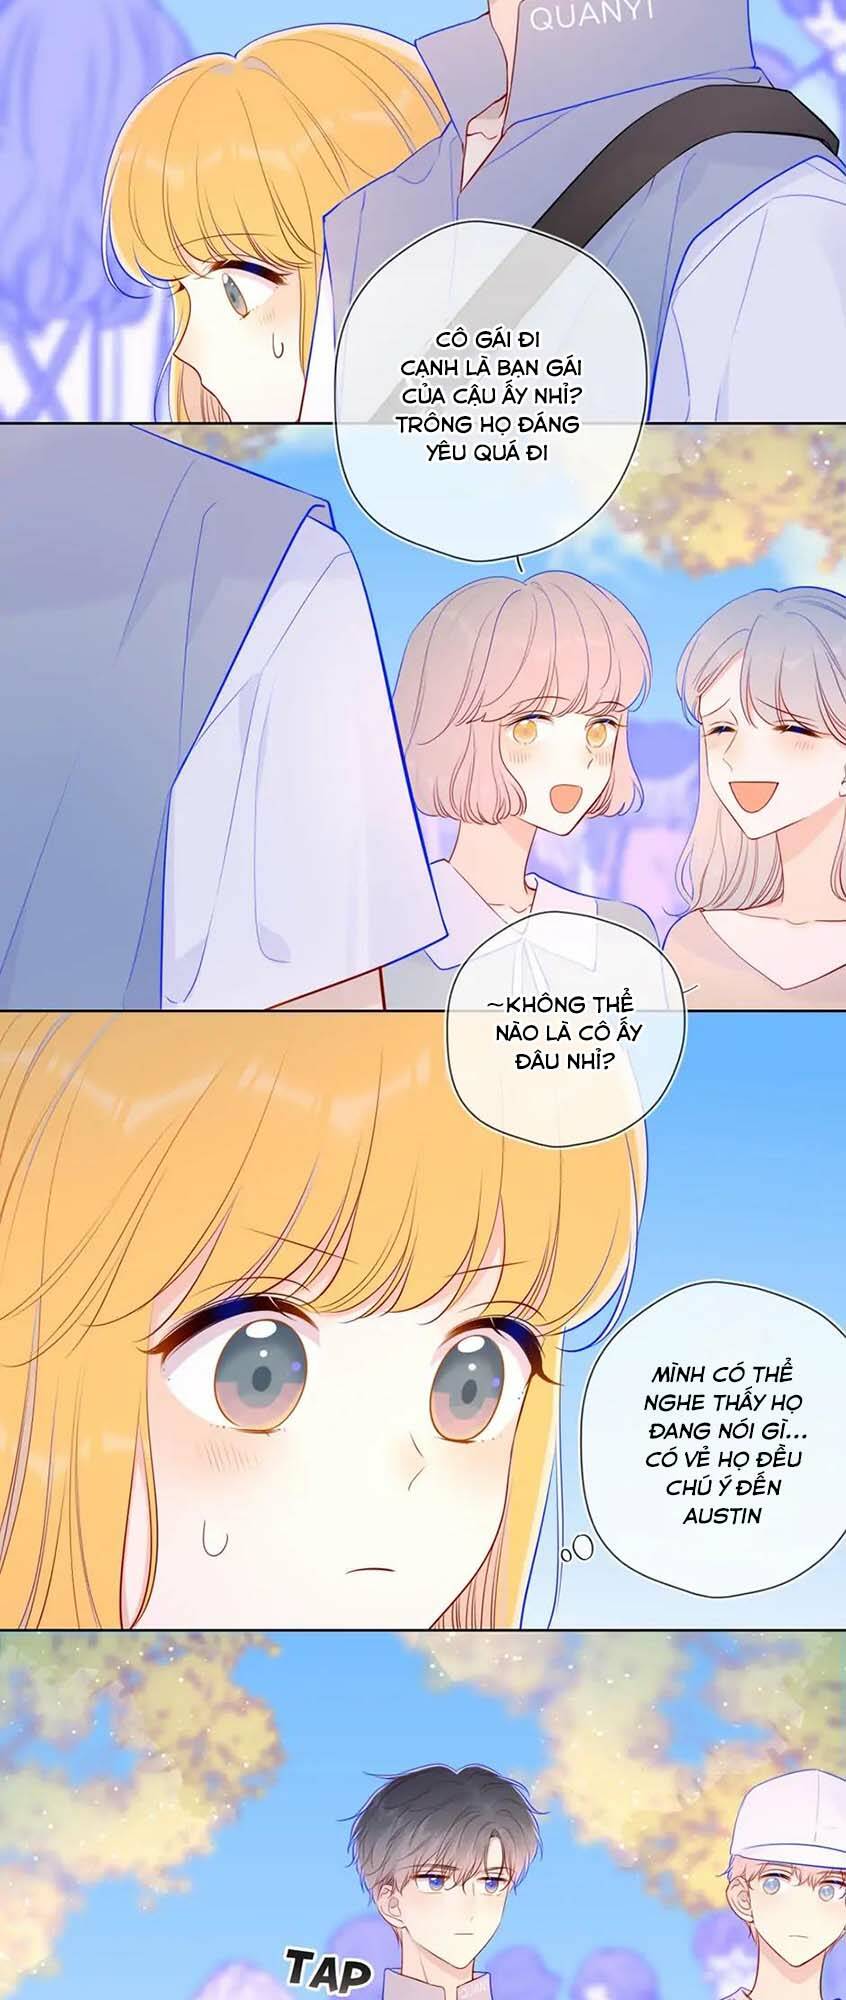 QUANYI
CÔ GÁI ĐI
CẠNH LÀ BẠN GÁI
CỦA CẬU ẤY NHỈ?
TRÔNG HỌ ĐÁNG
YÊU QUÁ ĐI
~KHÔNG THỂ
NÀO LÀ CÔ ẤY
ĐÂU NHỈ?
MÌNH CÓ THỂ
NGHE THẤY HỌ
ĐANG NÓI GÌ...
CÓ VẺ HỌ ĐỀU
CHÚ Ý ĐẾN
AUSTIN
TAP
QUAN